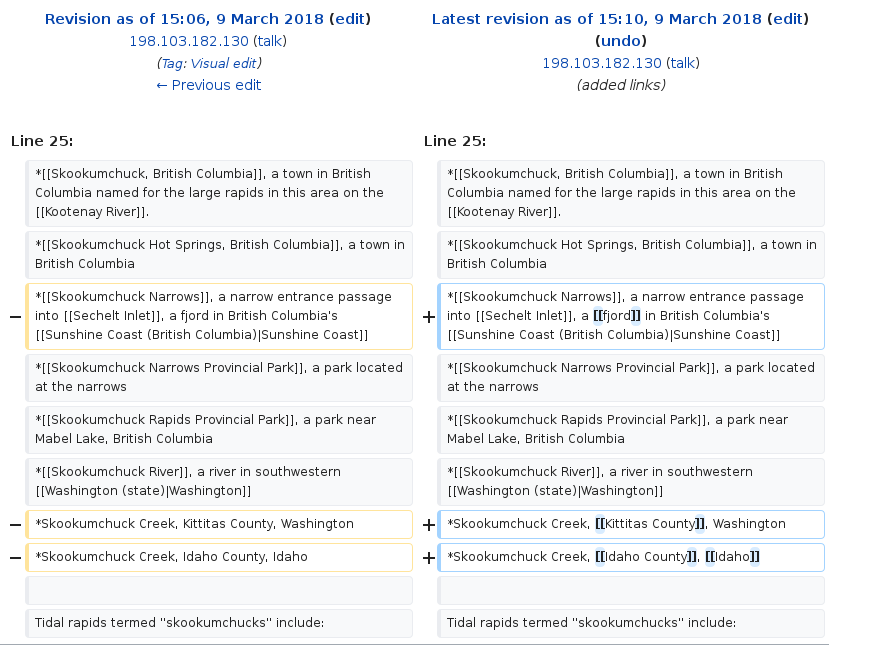 Revision as of 15:06, 9 March 2018 (edit)
198.103.182.130 (talk)
(Tag: Visual edit)
← Previous edit
Latest revision as of 15:10, 9 March 2018 (edit)
(undo)
198.103.182.130 (talk)
(added links)
Line 25:
Line 25:
*[[Skookumchuck, British Columbia]], a town in British
Columbia named for the large rapids in this area on the
[[Kootenay River]].
*[[Skookumchuck, British Columbia]], a town in British
Columbia named for the large rapids in this area on the
[[Kootenay River]].
*[[Skookumchuck Hot Springs, British Columbia]], a town in
British Columbia
*[[Skookumchuck Hot Springs, British Columbia]], a town in
British Columbia
− *[[Skookumchuck Narrows]], a narrow entrance passage
into [[Sechelt Inlet]], a fjord in British Columbia's
[[Sunshine Coast (British Columbia)|Sunshine Coast]]
+ *[[Skookumchuck Narrows]], a narrow entrance passage
into [[Sechelt Inlet]], a [[fjord]] in British Columbia's
[[Sunshine Coast (British Columbia)|Sunshine Coast]]
*[[Skookumchuck Narrows Provincial Park]], a park located
at the narrows
*[[Skookumchuck Narrows Provincial Park]], a park located
at the narrows
*[[Skookumchuck Rapids Provincial Park]], a park near
Mabel Lake, British Columbia
*[[Skookumchuck Rapids Provincial Park]], a park near
Mabel Lake, British Columbia
*[[Skookumchuck River]], a river in southwestern
[[Washington (state)|Washington]]
*[[Skookumchuck River]], a river in southwestern
[[Washington (state)|Washington]]
− *Skookumchuck Creek, Kittitas County, Washington
+ *Skookumchuck Creek, [[Kittitas County]], Washington
− *Skookumchuck Creek, Idaho County, Idaho
+ *Skookumchuck Creek, [[Idaho County]], [[Idaho]]
Tidal rapids termed "skookumchucks" include:
Tidal rapids termed "skookumchucks" include: